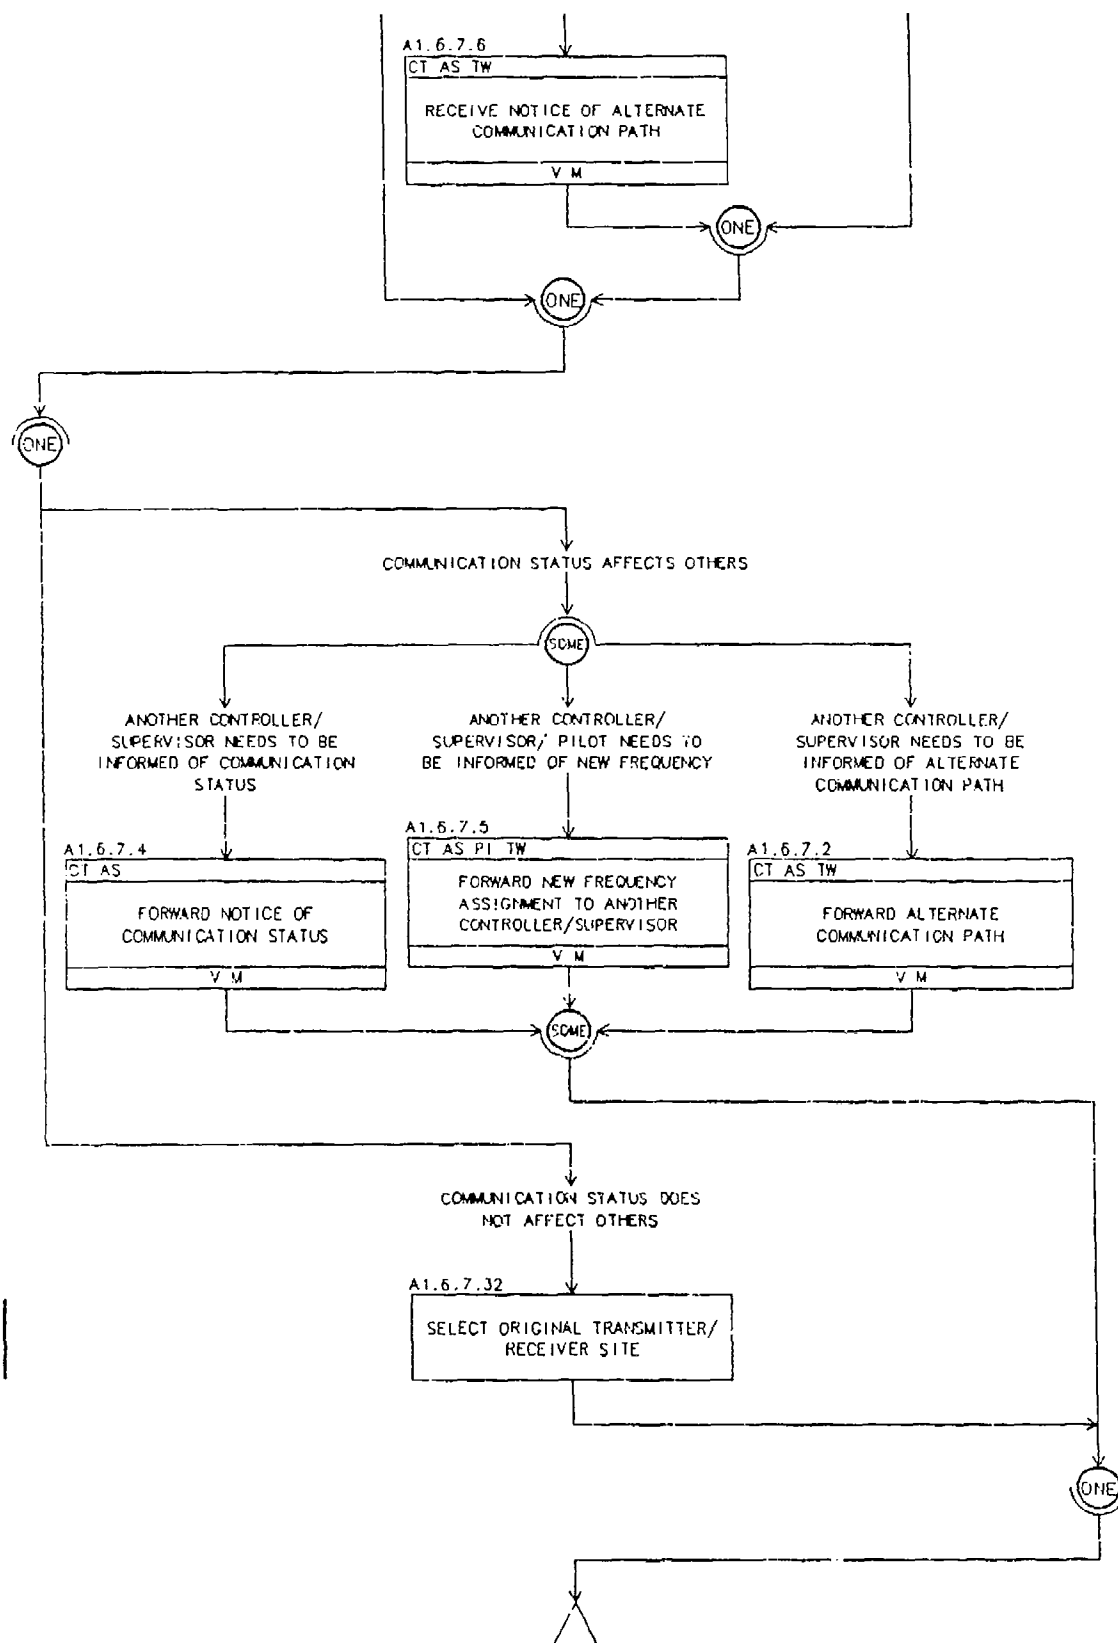 A1.6.7.6
CT AS TW
RECEIVE NOTICE OF ALTERNATE
COMMUNICATION PATH
V M
ONE
ONE
ONE
COMMUNICATION STATUS AFFECTS OTHERS
SOME
ANOTHER CONTROLLER/
SUPERVISOR NEEDS TO BE
INFORMED OF COMMUNICATION
STATUS
ANOTHER CONTROLLER/
SUPERVISOR/ PILOT NEEDS TO
BE INFORMED OF NEW FREQUENCY
ANOTHER CONTROLLER/
SUPERVISOR NEEDS TO BE
INFORMED OF ALTERNATE
COMMUNICATION PATH
A1.6.7.4
CT AS
FORWARD NOTICE OF
COMMUNICATION STATUS
V M
A1.6.7.5
CT AS PI TW
FORWARD NEW FREQUENCY
ASSIGNMENT TO ANOTHER
CONTROLLER/SUPERVISOR
V M
A1.6.7.2
CT AS TW
FORWARD ALTERNATE
COMMUNICATION PATH
V M
SOME
COMMUNICATION STATUS DOES
NOT AFFECT OTHERS
A1.6.7.32
SELECT ORIGINAL TRANSMITTER/
RECEIVER SITE
ONE